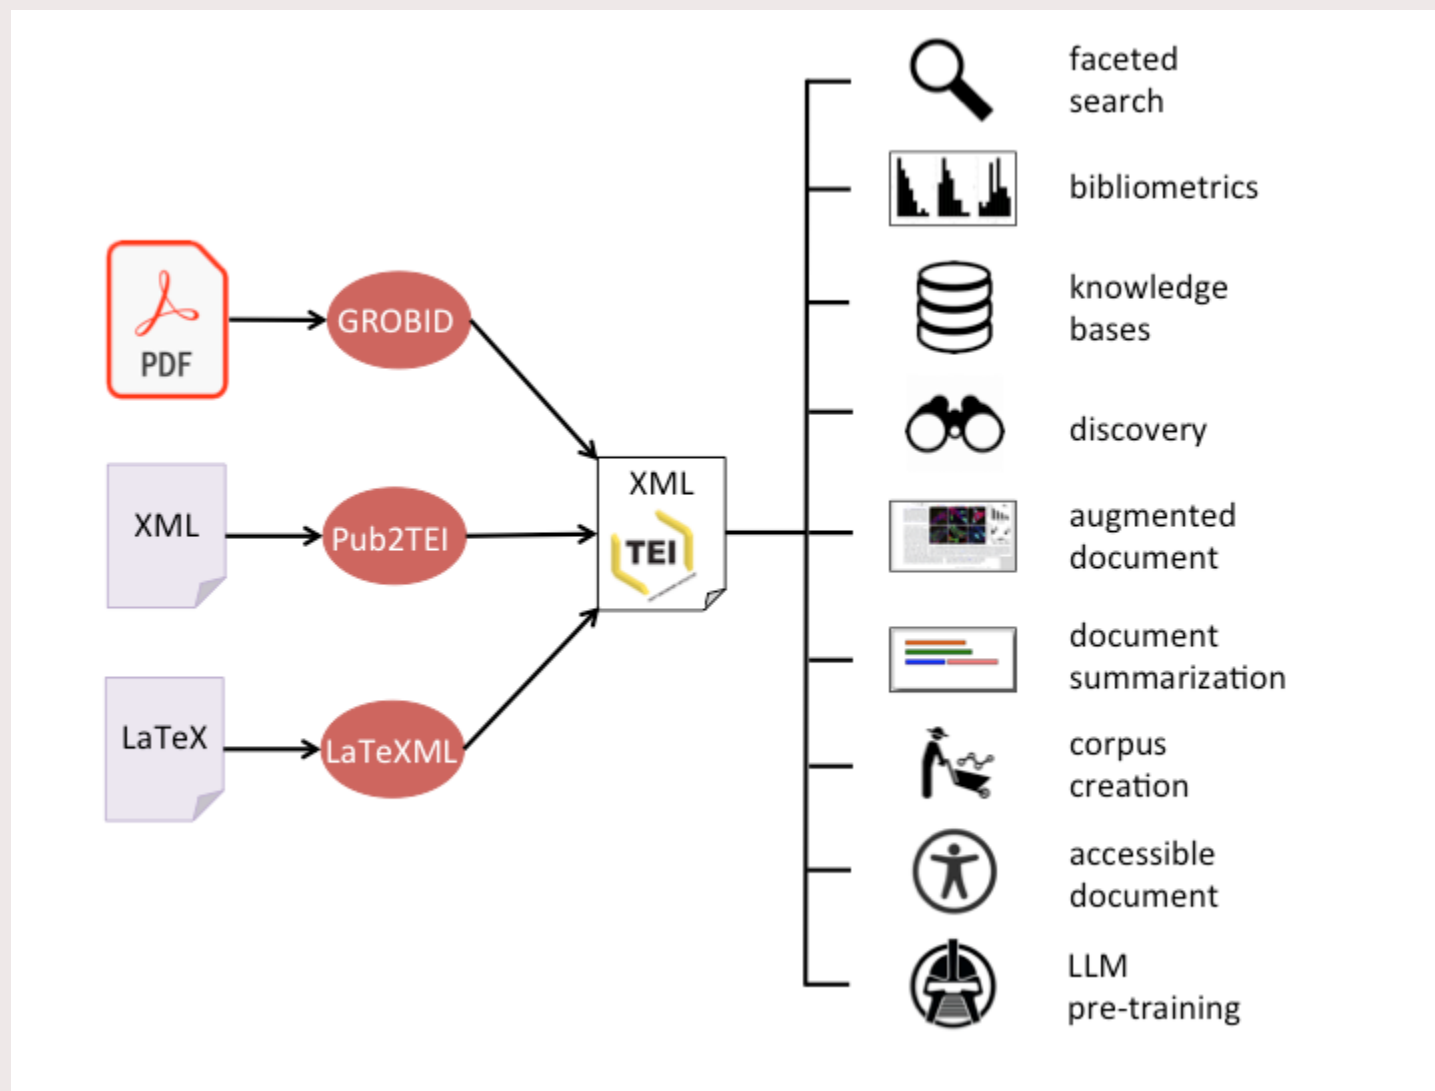 PDF
GROBID
XML
Pub2TEI
LaTeX
LaTeXML
XML
TEI
faceted
search
bibliometrics
knowledge
bases
discovery
augmented
document
document
summarization
corpus
creation
accessible
document
LLM
pre-training